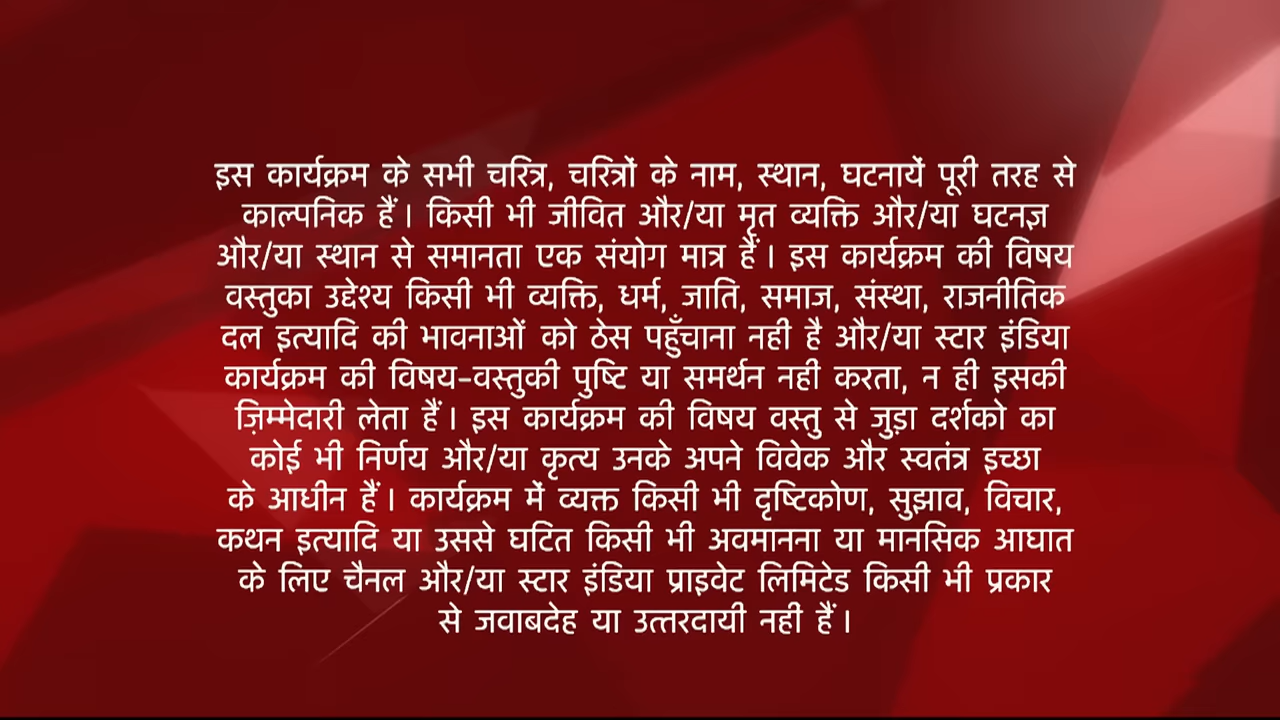 इस कार्यक्रम के सभी चरित्र, चरित्रों के नाम, स्थान, घटनायें पूरी तरह से
काल्पनिक हैं। किसी भी जीवित और/या मृत व्यक्ति और/या घटनज्ञ
और/या स्थान से समानता एक संयोग मात्र हैं। इस कार्यक्रम की विषय
वस्तुका उद्देश्य किसी भी व्यक्ति, धर्म, जाति, समाज, संस्था, राजनीतिक
दल इत्यादि की भावनाओं को ठेस पहुँचाना नही है और/या स्टार इंडिया
कार्यक्रम की विषय-वस्तुकी पुष्टि या समर्थन नही करता, न ही इसकी
ज़िम्मेदारी लेता हैं। इस कार्यक्रम की विषय वस्तु से जुड़ा दर्शको का
कोई भी निर्णय और/या कृत्य उनके अपने विवेक और स्वतंत्र इच्छा
के आधीन हैं। कार्यक्रम में व्यक्त किसी भी दृष्टिकोण, सुझाव, विचार,
कथन इत्यादि या उससे घटित किसी भी अवमानना या मानसिक आघात
के लिए चैनल और/या स्टार इंडिया प्राइवेट लिमिटेड किसी भी प्रकार
से जवाबदेह या उत्तरदायी नही हैं।